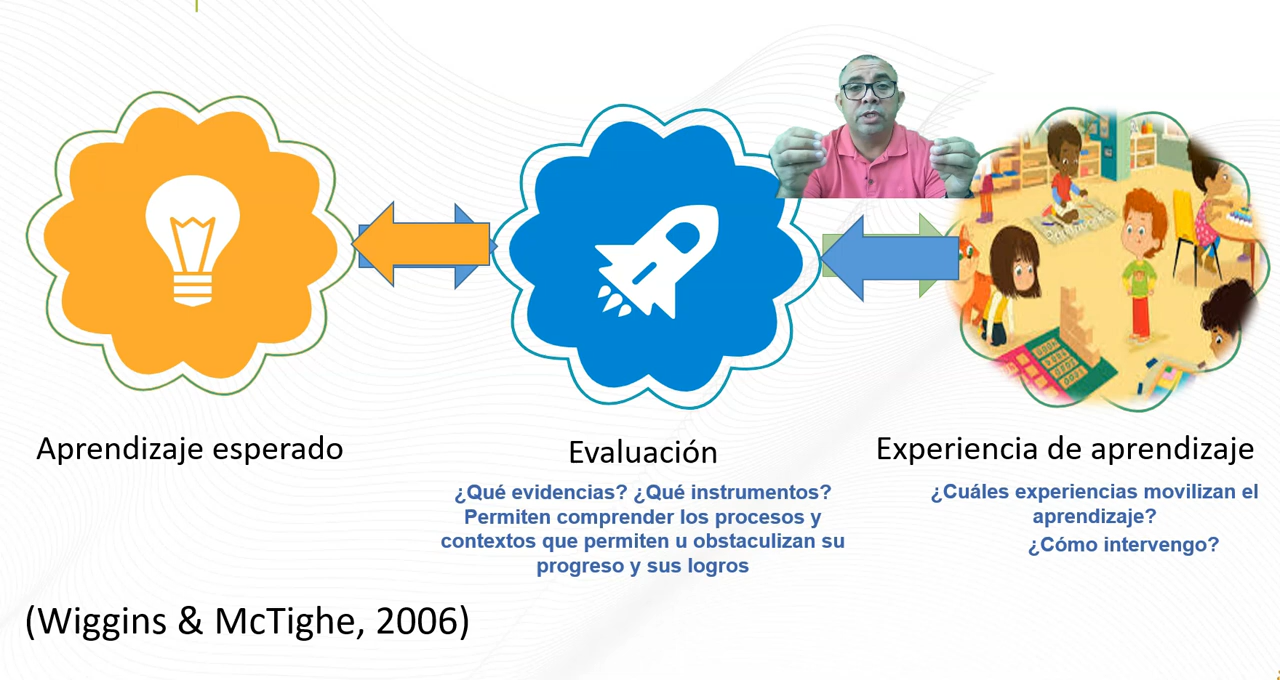 Aprendizaje esperado
Evaluación
¿Qué evidencias? ¿Qué instrumentos?
Permiten comprender los procesos y
contextos que permiten u obstaculizan su
progreso y sus logros
Experiencia de aprendizaje
¿Cuáles experiencias movilizan el
aprendizaje?
¿Cómo intervengo?
(Wiggins & McTighe, 2006)